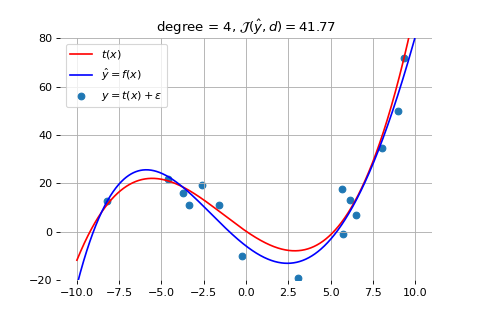 degree = 4, 𝒥(ŷ, d) = 41.77
80
60
40
20
0
−20
−10.0 −7.5 −5.0 −2.5 0.0 2.5 5.0 7.5 10.0
t(x)
ŷ = f(x)
y = t(x) + ε